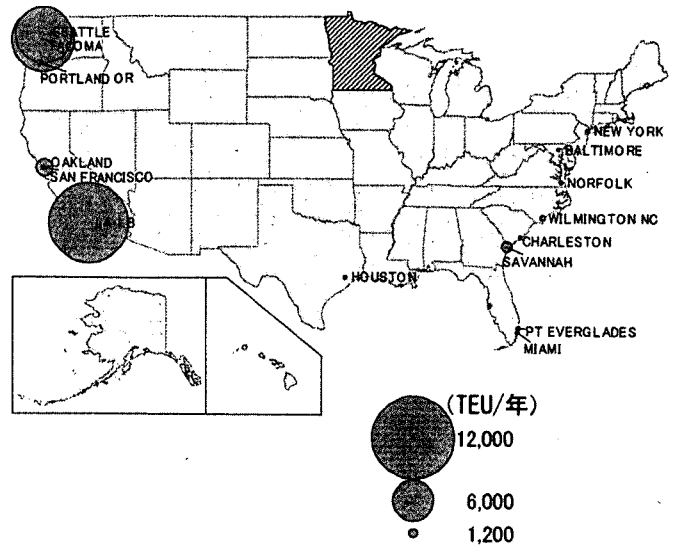 SEATTLE
TACOMA
PORTLAND OR
OAKLAND
SAN FRANCISCO
NEW YORK
BALTIMORE
NORFOLK
WILMINGTON NC
CHARLESTON
SAVANNAH
HOUSTON
PT EVERGLADES
MIAMI
(TEU/年)
12,000
6,000
1,200